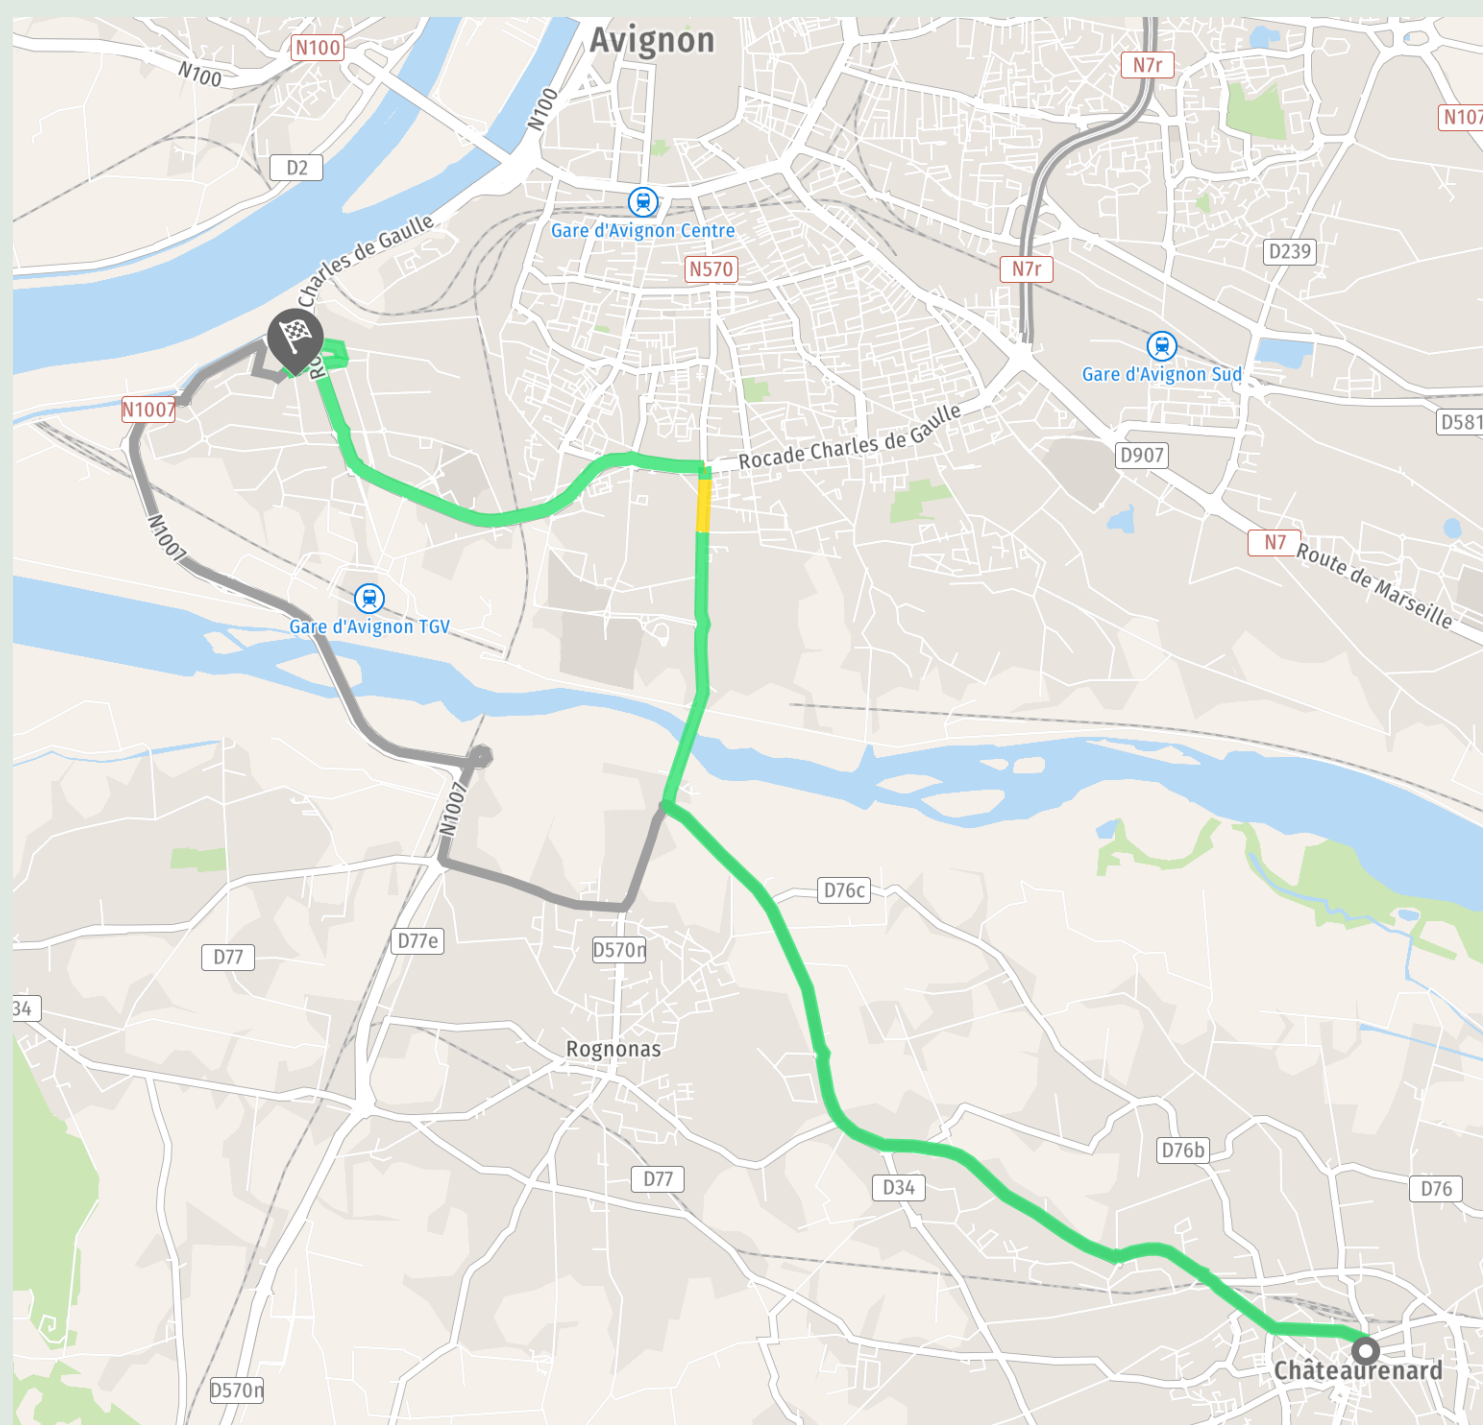 Avignon
N100
N100
N7r
N100
N107
D2
Charles de Gaulle
Gare d'Avignon Centre
N570
N7r
D239
Gare d'Avignon Sud
N1007
Rocade Charles de Gaulle
D581
D907
N1007
N7
Route de Marseille
Gare d'Avignon TGV
N1007
D76c
D77e
D77
D570n
34
Rognonas
D76b
D77
D34
D76
Châteaurenard
D570n